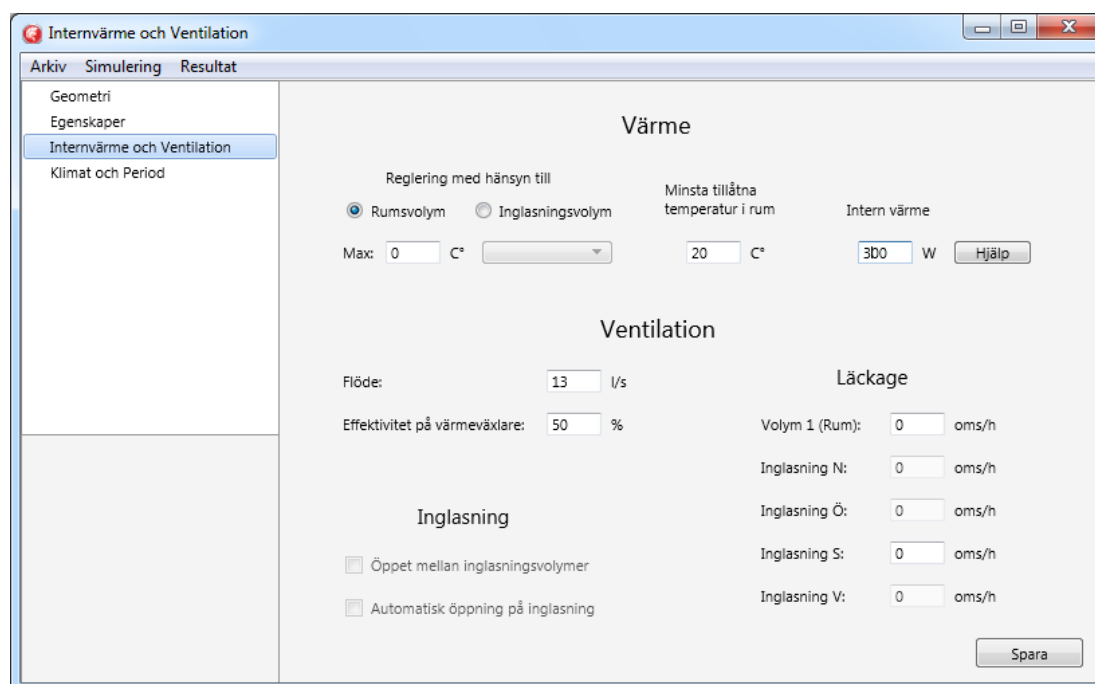 Internvärme och Ventilation
Arkiv Simulering Resultat
Geometri
Egenskaper
Internvärme och Ventilation
Klimat och Period
Värme
Reglering med hänsyn till
Rumsvolym Inglasningsvolym
Max: 0 C°
Minsta tillåtna
temperatur i rum
20 C°
Intern värme
300 W Hjälp
Ventilation
Flöde: 13 l/s
Effektivitet på värmeväxlare: 50 %
Läckage
Volym 1 (Rum): 0 oms/h
Inglasning N: 0 oms/h
Inglasning Ö: 0 oms/h
Inglasning S: 0 oms/h
Inglasning V: 0 oms/h
Inglasning
Öppet mellan inglasningsvolymer
Automatisk öppning på inglasning
Spara